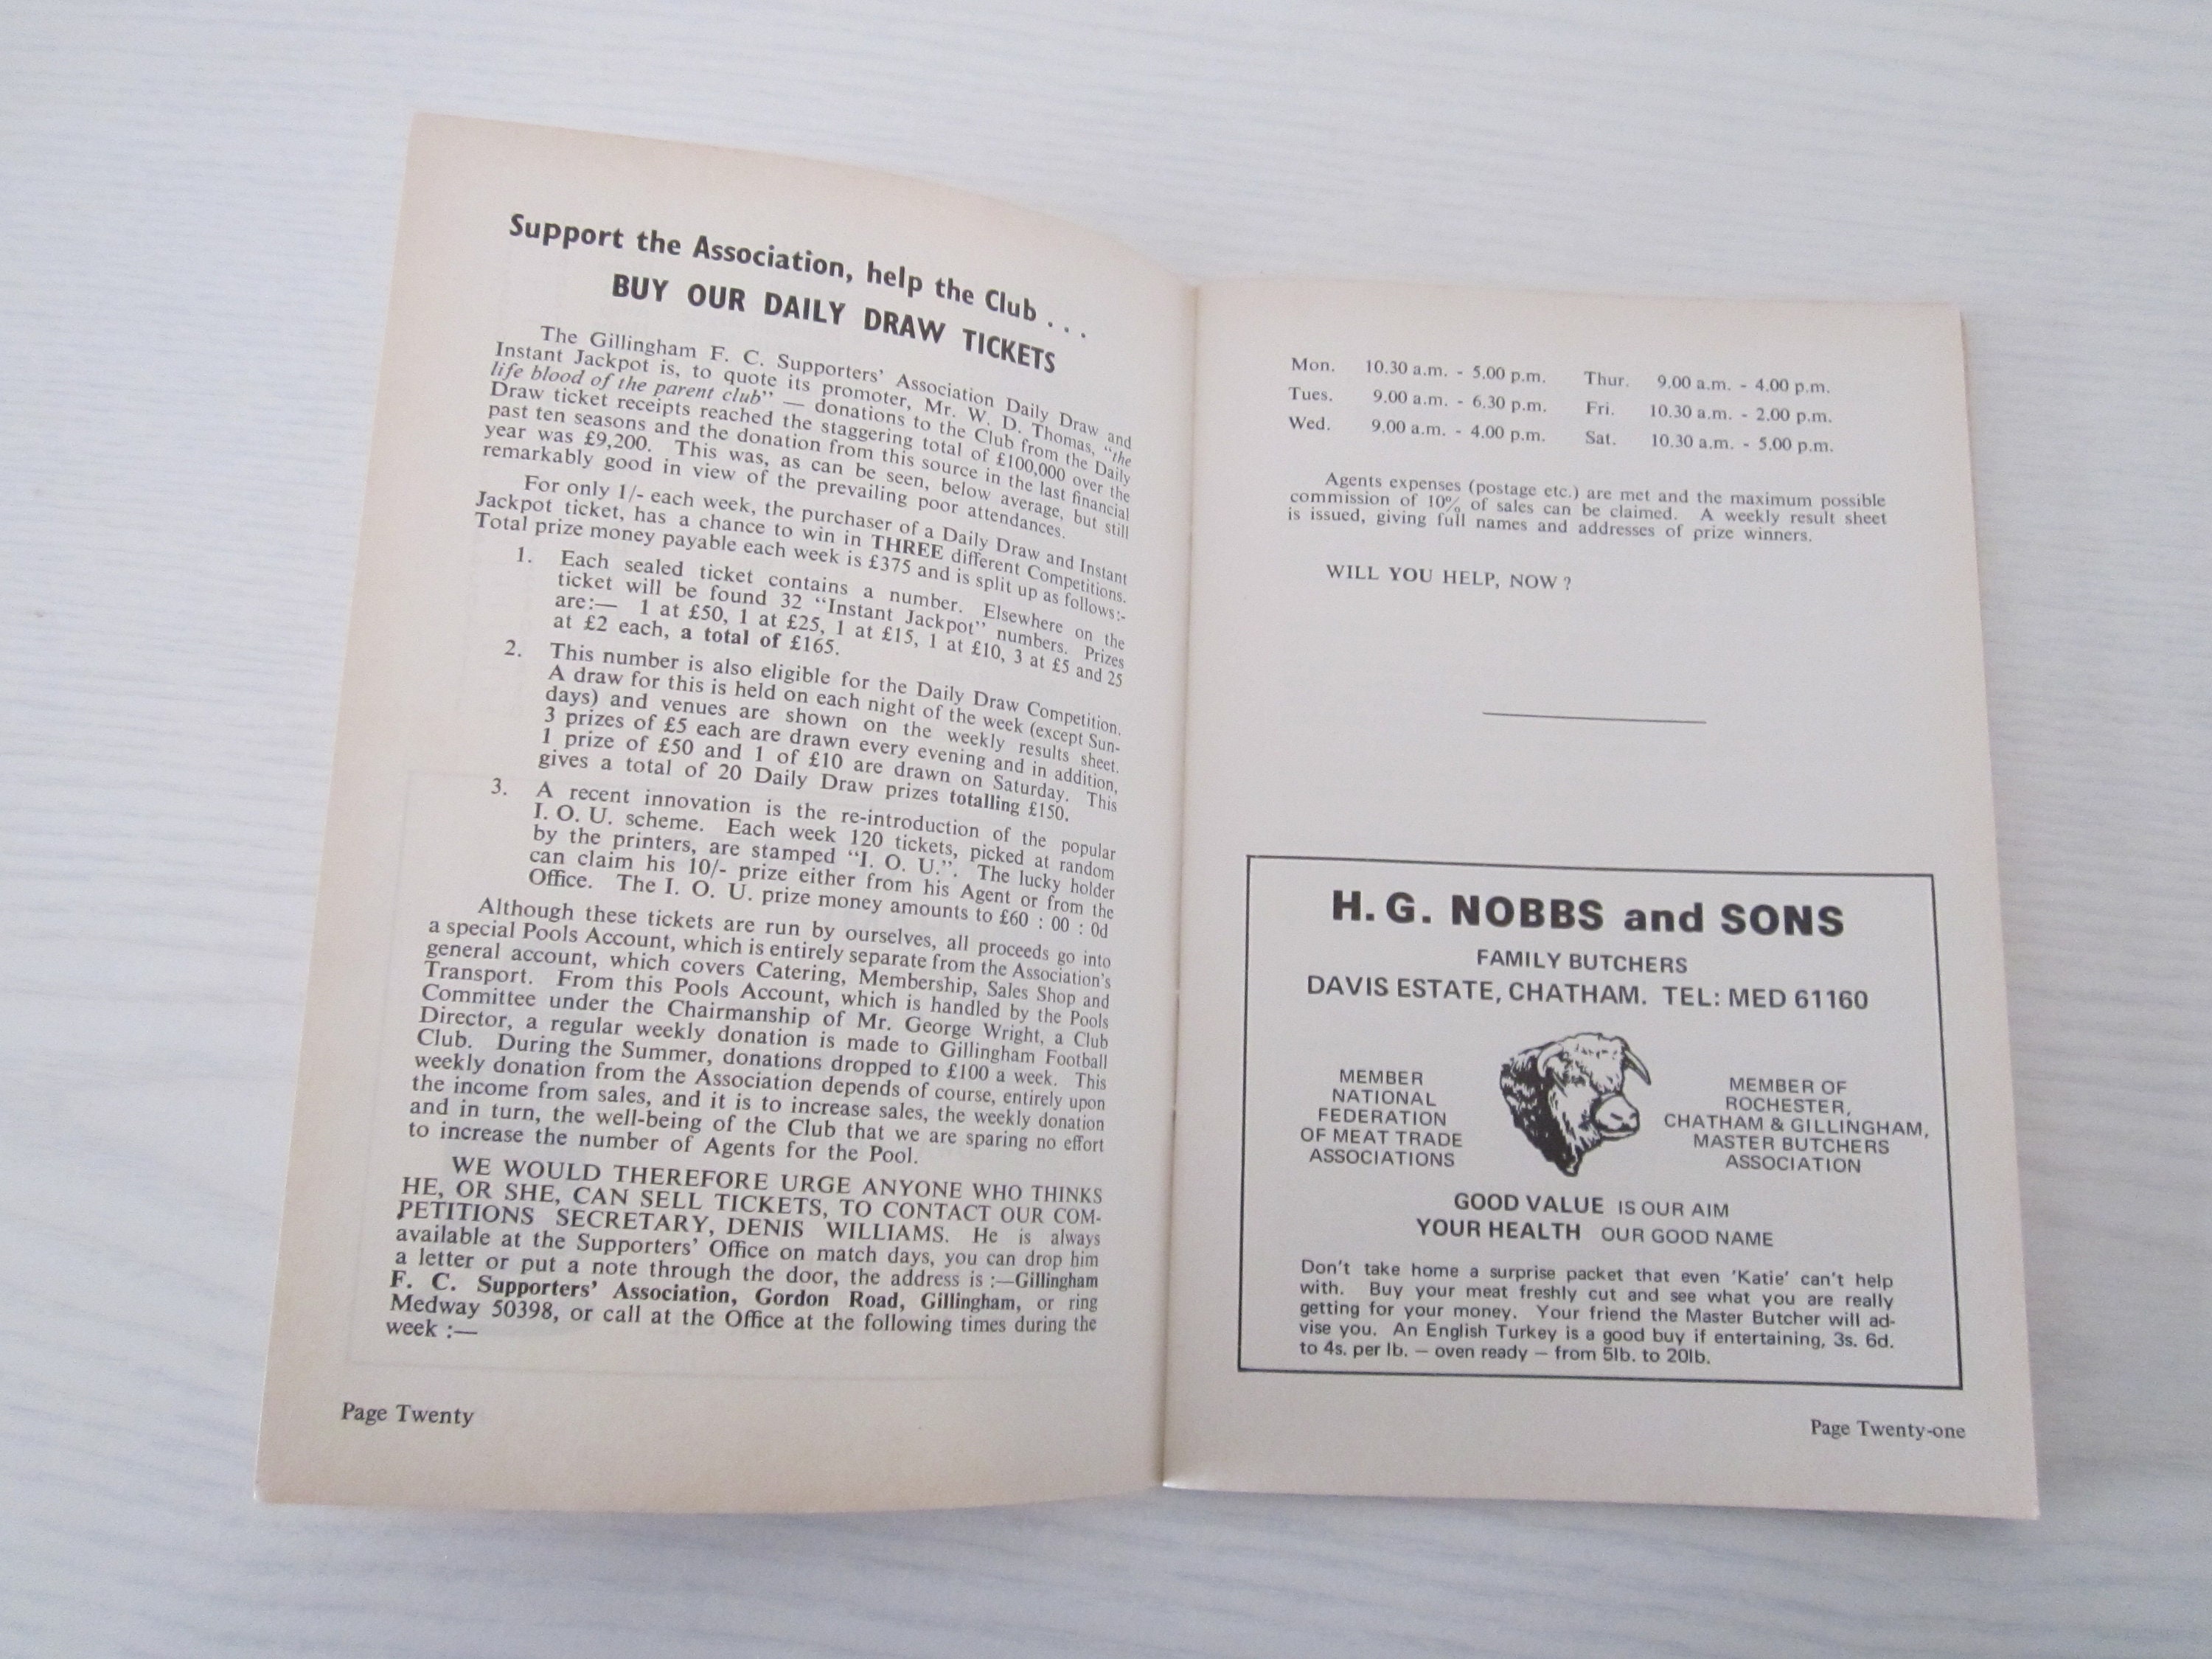 Support the Association, help the Club . . .
BUY OUR DAILY DRAW TICKETS
The Gillingham F. C. Supporters' Association Daily Draw and
Instant Jackpot is, to quote its promoter, Mr. W. D. Thomas, "the
life blood of the parent club" — donations to the Club from the Daily
Draw ticket receipts reached the staggering total of £100,000 over the
past ten seasons and the donation from this source in the last financial
year was £9,200. This was, as can be seen, below average, but still
remarkably good in view of the prevailing poor attendances.
For only 1/- each week, the purchaser of a Daily Draw and Instant
Jackpot ticket, has a chance to win in THREE different Competitions.
Total prize money payable each week is £375 and is split up as follows:-
1. Each sealed ticket contains a number. Elsewhere on the
ticket will be found 32 "Instant Jackpot" numbers. Prizes
are:— 1 at £50, 1 at £25, 1 at £15, 1 at £10, 3 at £5 and 25
at £2 each, a total of £165.
2. This number is also eligible for the Daily Draw Competition.
A draw for this is held on each night of the week (except Sun-
days) and venues are shown on the weekly results sheet.
3 prizes of £5 each are drawn every evening and in addition,
1 prize of £50 and 1 of £10 are drawn on Saturday. This
gives a total of 20 Daily Draw prizes totalling £150.
3. A recent innovation is the re-introduction of the popular
I. O. U. scheme. Each week 120 tickets, picked at random
by the printers, are stamped "I. O. U.". The lucky holder
can claim his 10/- prize either from his Agent or from the
Office. The I. O. U. prize money amounts to £60 : 00 : 0d
Although these tickets are run by ourselves, all proceeds go into
a special Pools Account, which is entirely separate from the Association's
general account, which covers Catering, Membership, Sales Shop and
Transport. From this Pools Account, which is handled by the Pools
Committee under the Chairmanship of Mr. George Wright, a Club
Director, a regular weekly donation is made to Gillingham Football
Club. During the Summer, donations dropped to £100 a week. This
weekly donation from the Association depends of course, entirely upon
the income from sales, and it is to increase sales, the weekly donation
and in turn, the well-being of the Club that we are sparing no effort
to increase the number of Agents for the Pool.
WE WOULD THEREFORE URGE ANYONE WHO THINKS
HE, OR SHE, CAN SELL TICKETS, TO CONTACT OUR COM-
PETITIONS SECRETARY, DENIS WILLIAMS. He is always
available at the Supporters' Office on match days, you can drop him
a letter or put a note through the door, the address is :—Gillingham
F. C. Supporters' Association, Gordon Road, Gillingham, or ring
Medway 50398, or call at the Office at the following times during the
week :—
Page Twenty
Mon. 10.30 a.m. - 5.00 p.m. Thur. 9.00 a.m. - 4.00 p.m.
Tues. 9.00 a.m. - 6.30 p.m. Fri. 10.30 a.m. - 2.00 p.m.
Wed. 9.00 a.m. - 4.00 p.m. Sat. 10.30 a.m. - 5.00 p.m.
Agents expenses (postage etc.) are met and the maximum possible
commission of 10% of sales can be claimed. A weekly result sheet
is issued, giving full names and addresses of prize winners.
WILL YOU HELP, NOW ?
H. G. NOBBS and SONS
FAMILY BUTCHERS
DAVIS ESTATE, CHATHAM. TEL: MED 61160
MEMBER
NATIONAL
FEDERATION
OF MEAT TRADE
ASSOCIATIONS
MEMBER OF
ROCHESTER,
CHATHAM & GILLINGHAM,
MASTER BUTCHERS
ASSOCIATION
GOOD VALUE IS OUR AIM
YOUR HEALTH OUR GOOD NAME
Don't take home a surprise packet that even 'Katie' can't help
with. Buy your meat freshly cut and see what you are really
getting for your money. Your friend the Master Butcher will ad-
vise you. An English Turkey is a good buy if entertaining, 3s. 6d.
to 4s. per lb. — oven ready — from 5lb. to 20lb.
Page Twenty-one